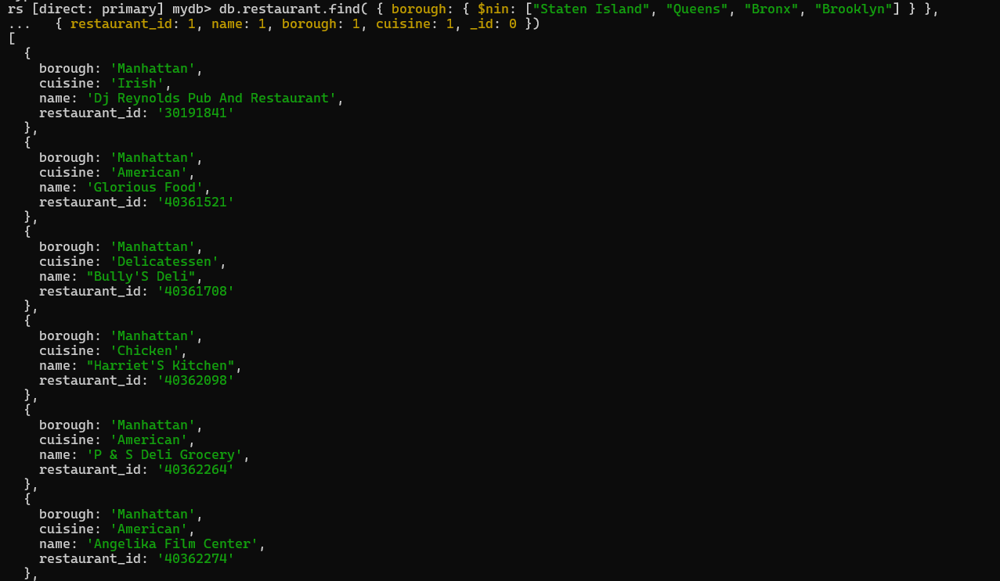 rs [direct: primary] mydb> db.restaurant.find( { borough: { $nin: ["Staten Island", "Queens", "Bronx", "Brooklyn"] } },
...   { restaurant_id: 1, name: 1, borough: 1, cuisine: 1, _id: 0 })
[
  {
    borough: 'Manhattan',
    cuisine: 'Irish',
    name: 'Dj Reynolds Pub And Restaurant',
    restaurant_id: '30191841'
  },
  {
    borough: 'Manhattan',
    cuisine: 'American',
    name: 'Glorious Food',
    restaurant_id: '40361521'
  },
  {
    borough: 'Manhattan',
    cuisine: 'Delicatessen',
    name: "Bully'S Deli",
    restaurant_id: '40361708'
  },
  {
    borough: 'Manhattan',
    cuisine: 'Chicken',
    name: "Harriet'S Kitchen",
    restaurant_id: '40362098'
  },
  {
    borough: 'Manhattan',
    cuisine: 'American',
    name: 'P & S Deli Grocery',
    restaurant_id: '40362264'
  },
  {
    borough: 'Manhattan',
    cuisine: 'American',
    name: 'Angelika Film Center',
    restaurant_id: '40362274'
  },